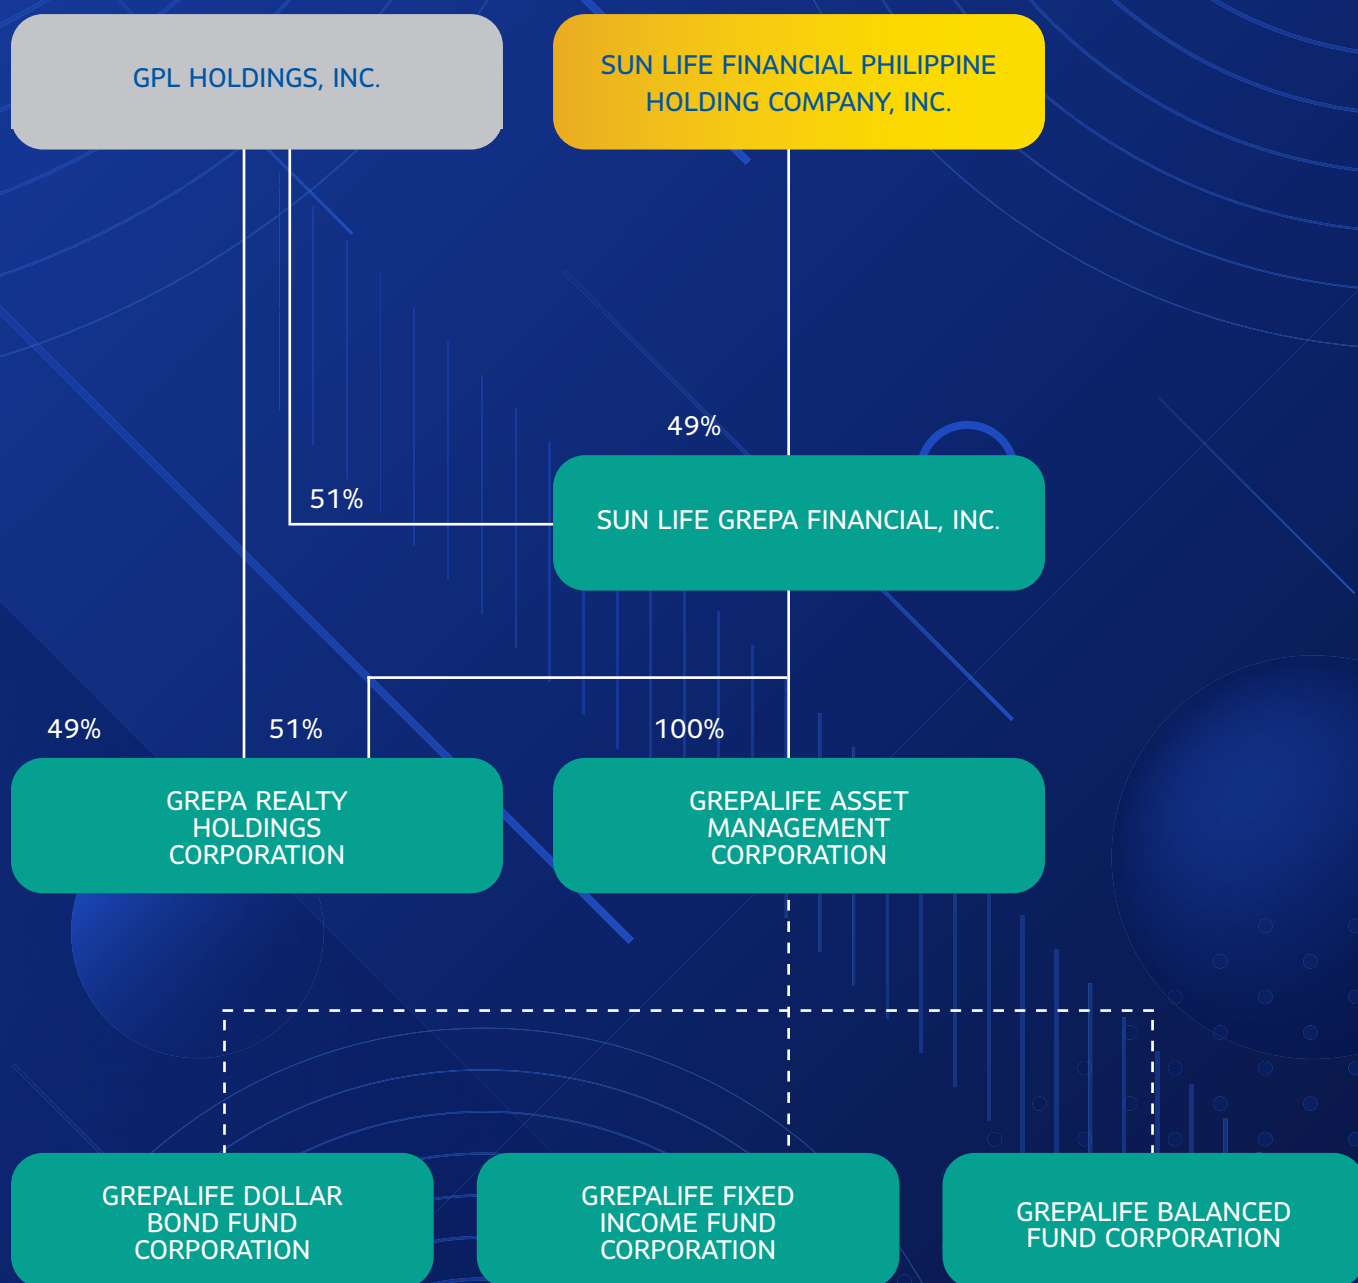 GPL HOLDINGS, INC.
SUN LIFE FINANCIAL PHILIPPINE
HOLDING COMPANY, INC.
49%
51%
SUN LIFE GREPA FINANCIAL, INC.
49%
51%
100%
GREPA REALTY
HOLDINGS
CORPORATION
GREPALIFE ASSET
MANAGEMENT
CORPORATION
GREPALIFE DOLLAR
BOND FUND
CORPORATION
GREPALIFE FIXED
INCOME FUND
CORPORATION
GREPALIFE BALANCED
FUND CORPORATION